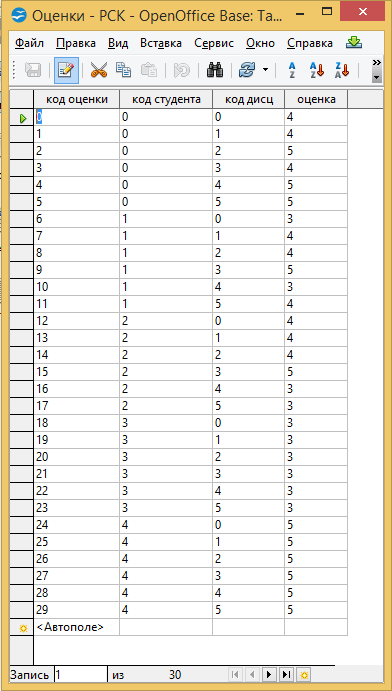 Оценки - РСК - OpenOffice Base: Та...
Файл Правка Вид Вставка Сервис Окно Справка
код оценки код студента код дисц оценка
0 0 0 4
1 0 1 4
2 0 2 5
3 0 3 4
4 0 4 5
5 0 5 5
6 1 0 3
7 1 1 4
8 1 2 4
9 1 3 5
10 1 4 3
11 1 5 4
12 2 0 4
13 2 1 4
14 2 2 4
15 2 3 5
16 2 4 3
17 2 5 3
18 3 0 3
19 3 1 3
20 3 2 3
21 3 3 3
22 3 4 3
23 3 5 3
24 4 0 5
25 4 1 5
26 4 2 5
27 4 3 5
28 4 4 5
29 4 5 5
<Автополе>
Запись 1 из 30